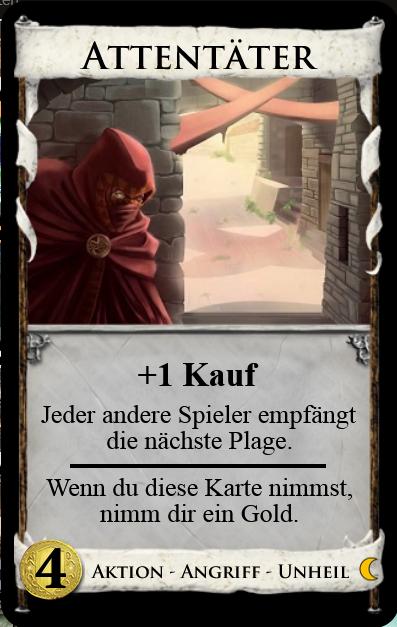 ATTENTÄTER
+1 Kauf
Jeder andere Spieler empfängt
die nächste Plage.
Wenn du diese Karte nimmst,
nimm dir ein Gold.
4 AKTION - ANGRIFF - UNHEIL